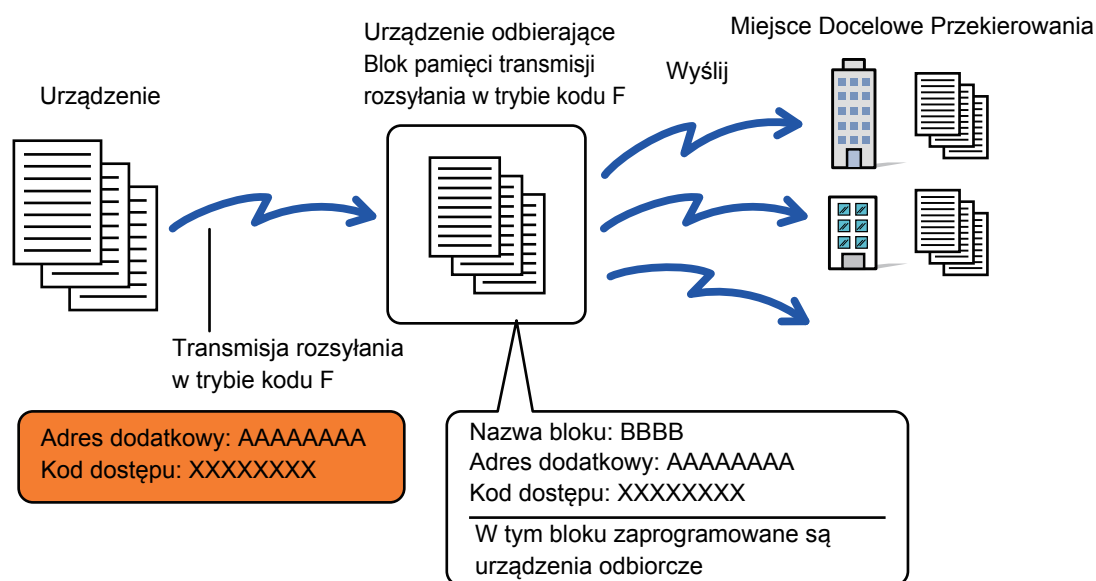 Urządzenie
Urządzenie odbierające
Blok pamięci transmisji
rozsyłania w trybie kodu F
Wyślij
Miejsce Docelowe Przekierowania
Transmisja rozsyłania
w trybie kodu F
Adres dodatkowy: AAAAAAAA
Kod dostępu: XXXXXXXX
Nazwa bloku: BBBB
Adres dodatkowy: AAAAAAAA
Kod dostępu: XXXXXXXX
W tym bloku zaprogramowane są
urządzenia odbiorcze